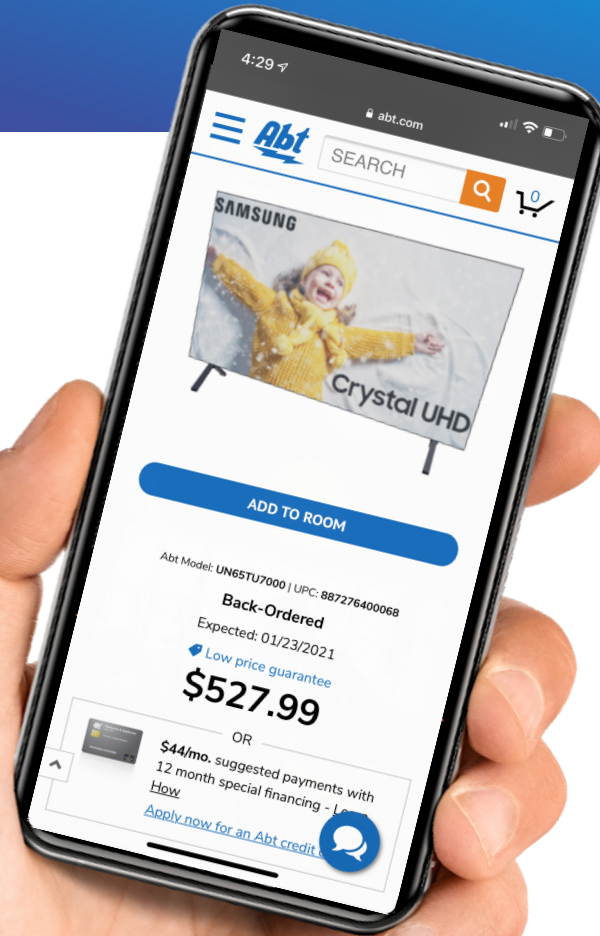 4:29
abt.com
Abt
SEARCH
0
SAMSUNG
Crystal UHD
ADD TO ROOM
Abt Model: UN65TU7000 | UPC: 887276400068
Back-Ordered
Expected: 01/23/2021
Low price guarantee
$527.99
OR
$44/mo. suggested payments with
12 month special financing -
How
Apply now for an Abt credit